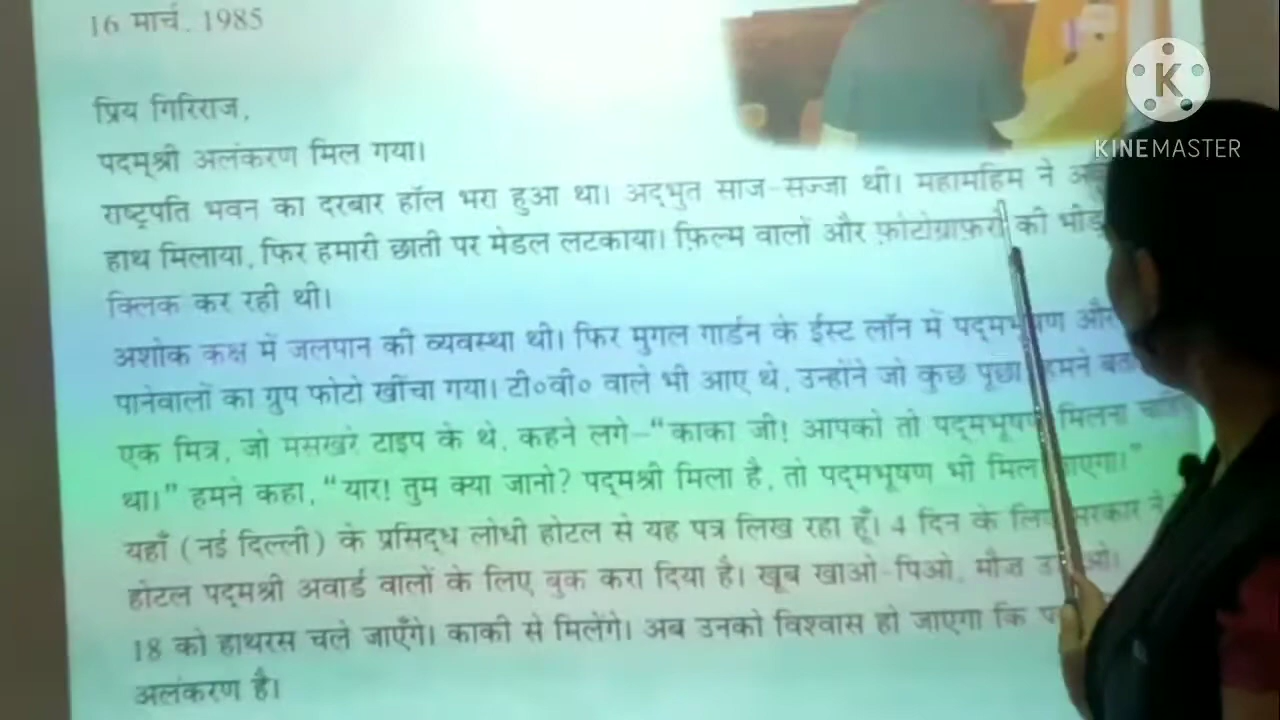 16 मार्च, 1985
KINEMASTER
प्रिय गिरिराज,
पद्मश्री अलंकरण मिल गया।
राष्ट्रपति भवन का दरबार हॉल भरा हुआ था। अद्भुत साज-सज्जा थी। महामहिम ने
हाथ मिलाया, फिर हमारी छाती पर मेडल लटकाया। फ़िल्म वालों और फ़ोटोग्राफ़रों की भीड़
क्लिक कर रही थी।
अशोक कक्ष में जलपान की व्यवस्था थी। फिर मुगल गार्डन के ईस्ट लॉन में पद्मभूषण और
पानेवालों का ग्रुप फोटो खींचा गया। टी०वी० वाले भी आए थे, उन्होंने जो कुछ पूछा हमने
एक मित्र, जो मसखरे टाइप के थे, कहने लगे–“काका जी! आपको तो पद्मभूषण मिलना
था।” हमने कहा, “यार! तुम क्या जानो? पद्मश्री मिला है, तो पद्मभूषण भी मिल जाएगा।”
यहाँ (नई दिल्ली) के प्रसिद्ध लोधी होटल से यह पत्र लिख रहा हूँ। 4 दिन के लिए सरकार ने
होटल पद्मश्री अवार्ड वालों के लिए बुक करा दिया है। खूब खाओ-पिओ, मौज
18 को हाथरस चले जाएँगे। काकी से मिलेंगे। अब उनको विश्वास हो जाएगा कि
अलंकरण है।